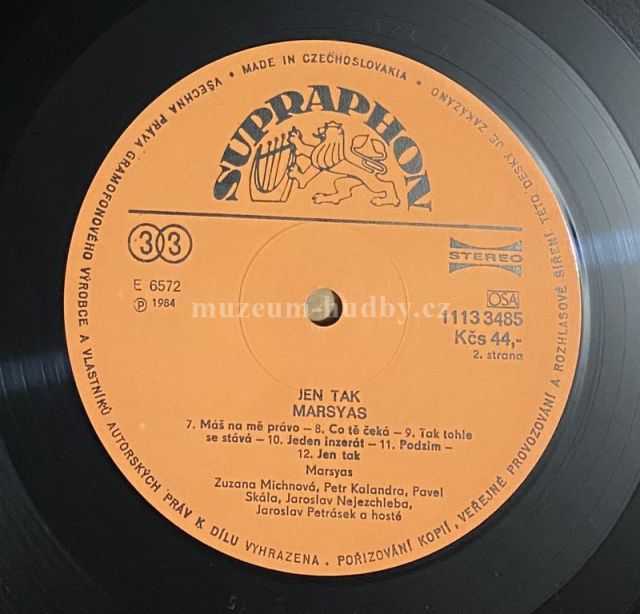 VŠECHNA PRÁVA GRAMOFONOVÉHO VÝROBCE A VLASTNÍKŮ AUTORSKÝCH PRÁV K DÍLU VYHRAZENA. • POŘIZOVÁNÍ KOPIÍ, VEŘEJNÉ PROVOZOVÁNÍ A ROZHLASOVÉ ŠÍŘENÍ TÉTO DESKY JE ZAKÁZÁNO • MADE IN CZECHOSLOVAKIA •
SUPRAPHON
33
STEREO
E 6572
OSA
Ⓟ 1984
muzeum-hudby.cz
1113 3485
Kčs 44,-
2. strana
JEN TAK
MARSYAS
7. Máš na mě právo – 8. Co tě čeká – 9. Tak tohle
se stává – 10. Jeden inzerát – 11. Podzim –
12. Jen tak
Marsyas
Zuzana Michnová, Petr Kalandra, Pavel
Skála, Jaroslav Nejezchleba,
Jaroslav Petrásek a hosté